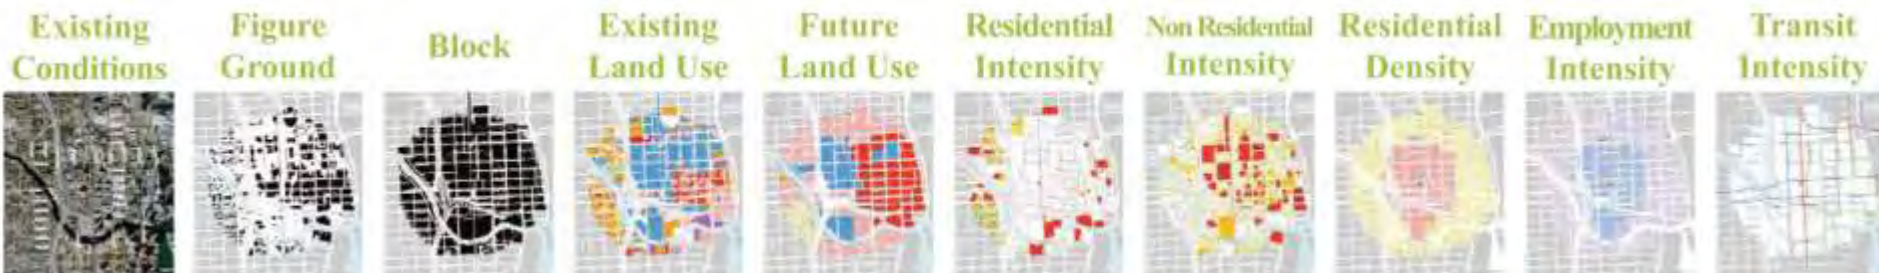 Existing
Conditions
Figure
Ground
Block
Existing
Land Use
Future
Land Use
Residential
Intensity
Non Residential
Intensity
Residential
Density
Employment
Intensity
Transit
Intensity